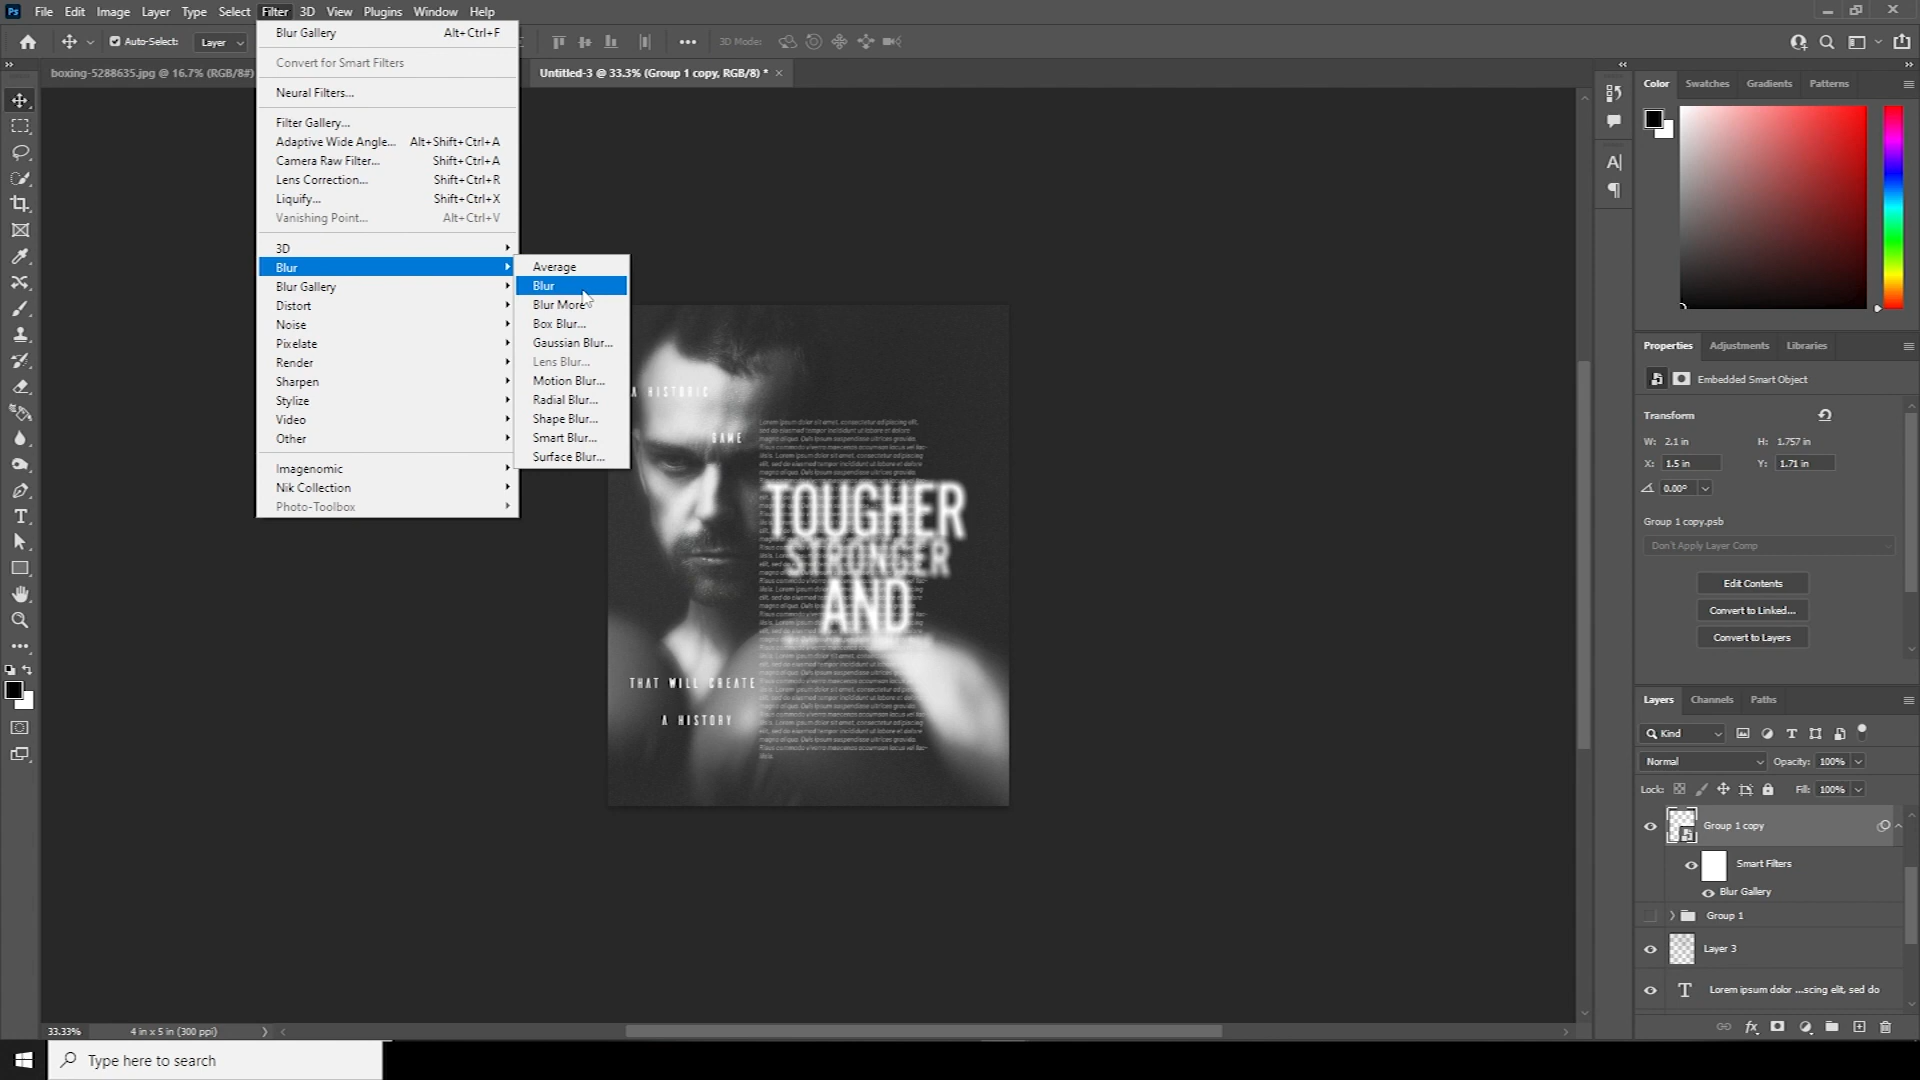 Ps File Edit Image Layer Type Select Filter 3D View Plugins Window Help
Auto-Select: Layer
3D Mode:
boxing-5288635.jpg @ 16.7% (RGB/8#)
Untitled-3 @ 33.3% (Group 1 copy, RGB/8) * ×
Blur Gallery Alt+Ctrl+F
Convert for Smart Filters
Neural Filters...
Filter Gallery...
Adaptive Wide Angle... Alt+Shift+Ctrl+A
Camera Raw Filter... Shift+Ctrl+A
Lens Correction... Shift+Ctrl+R
Liquify... Shift+Ctrl+X
Vanishing Point... Alt+Ctrl+V
3D
Blur
Blur Gallery
Distort
Noise
Pixelate
Render
Sharpen
Stylize
Video
Other
Imagenomic
Nik Collection
Photo-Toolbox
Average
Blur
Blur More
Box Blur...
Gaussian Blur...
Lens Blur...
Motion Blur...
Radial Blur...
Shape Blur...
Smart Blur...
Surface Blur...
A HISTORIC
GAME
TOUGHER
STRONGER
AND
THAT WILL CREATE
A HISTORY
Color Swatches Gradients Patterns
Properties Adjustments Libraries
Embedded Smart Object
Transform
W: 2.1 in H: 1.757 in
X: 1.5 in Y: 1.71 in
0.00°
Group 1 copy.psb
Don't Apply Layer Comp
Edit Contents
Convert to Linked...
Convert to Layers
Layers Channels Paths
Kind
Normal Opacity: 100%
Lock: Fill: 100%
Group 1 copy
Smart Filters
Blur Gallery
Group 1
Layer 3
Lorem ipsum dolor ...scing elit, sed do
33.33% 4 in x 5 in (300 ppi)
Type here to search